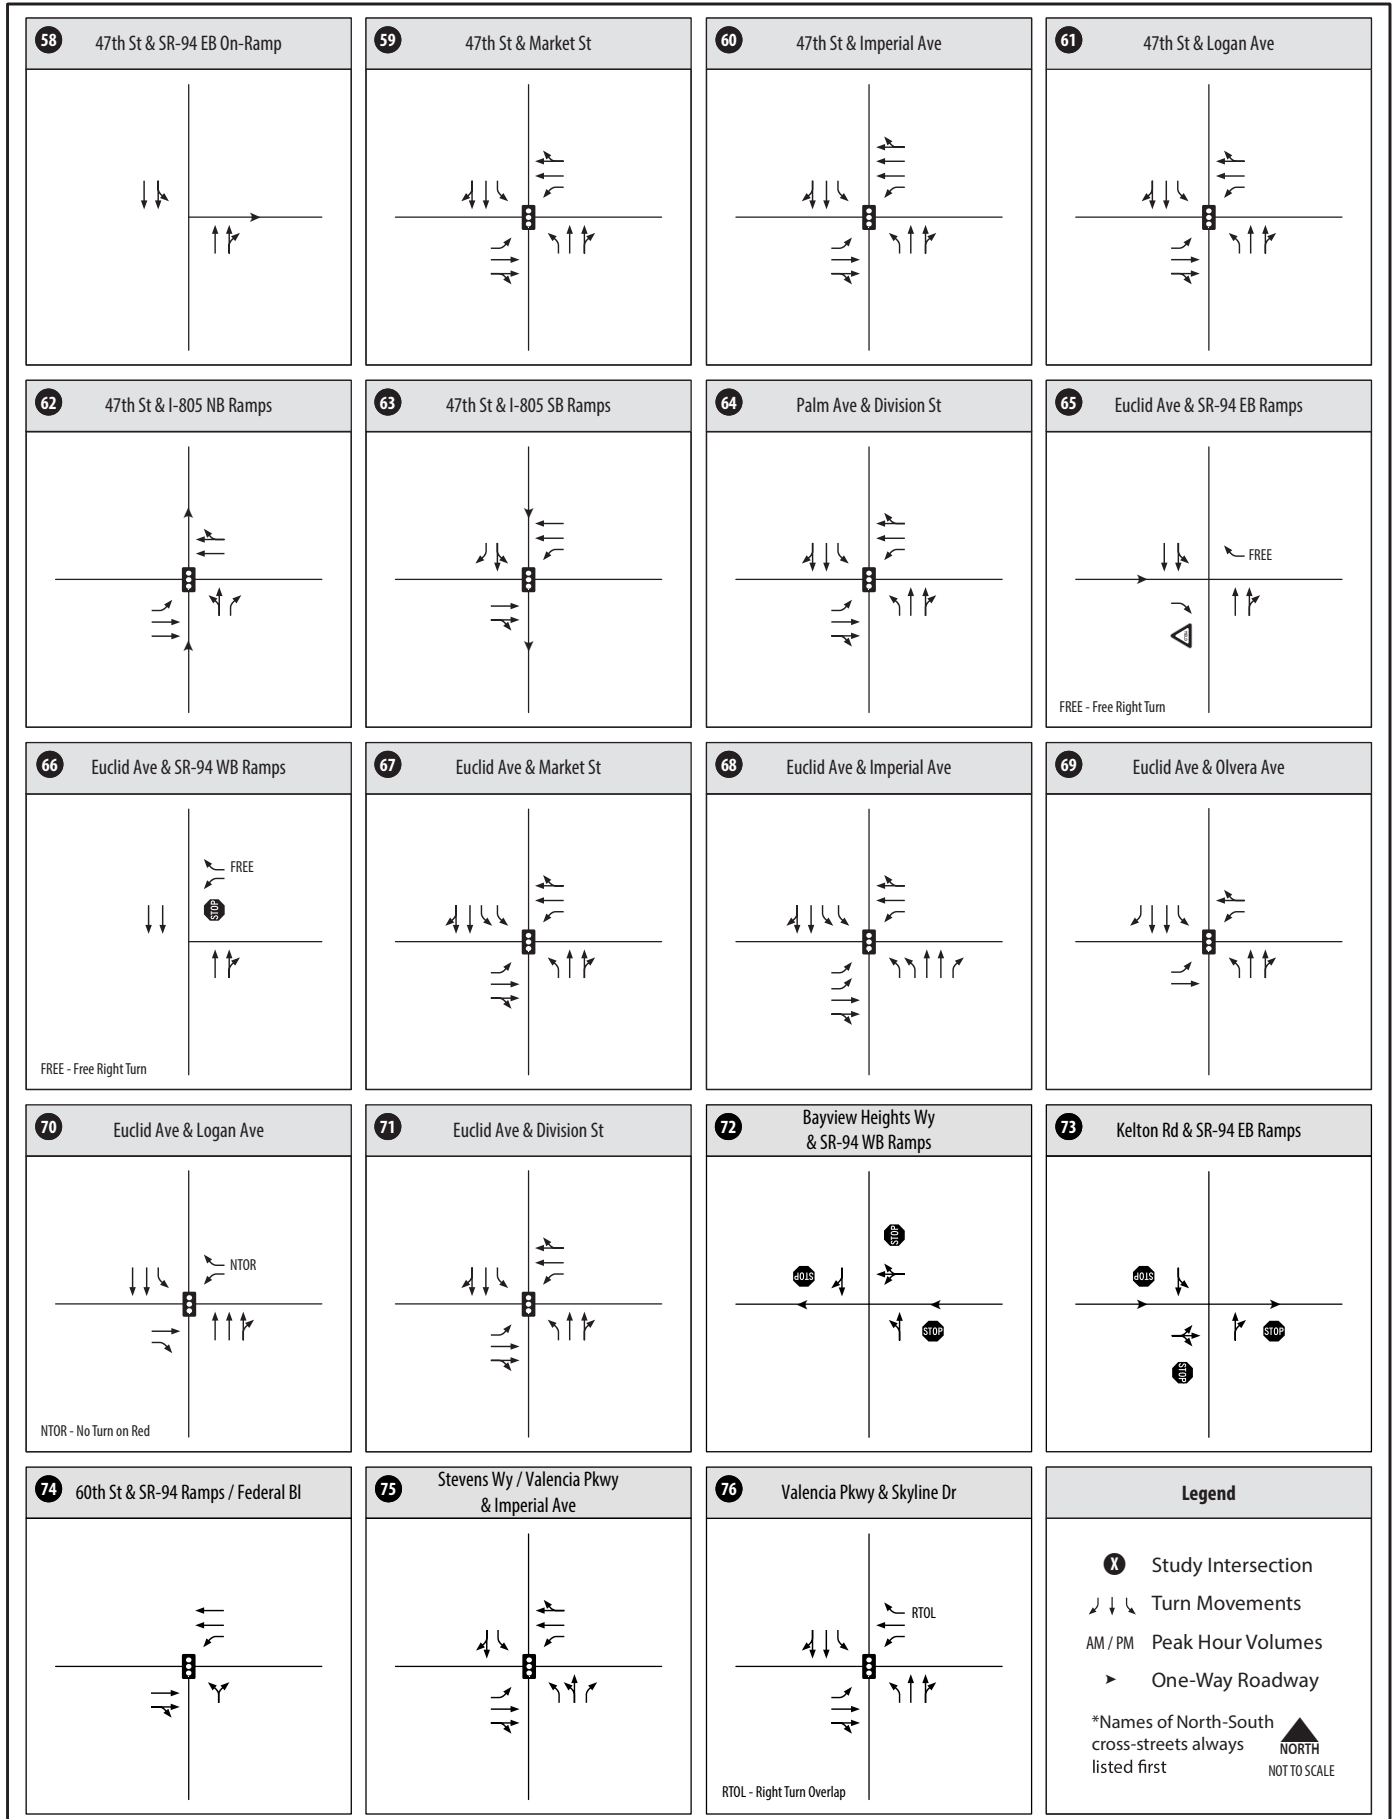 58 47th St & SR-94 EB On-Ramp
59 47th St & Market St
60 47th St & Imperial Ave
61 47th St & Logan Ave
62 47th St & I-805 NB Ramps
63 47th St & I-805 SB Ramps
64 Palm Ave & Division St
65 Euclid Ave & SR-94 EB Ramps
FREE
FREE - Free Right Turn
66 Euclid Ave & SR-94 WB Ramps
FREE
STOP
FREE - Free Right Turn
67 Euclid Ave & Market St
68 Euclid Ave & Imperial Ave
69 Euclid Ave & Olvera Ave
70 Euclid Ave & Logan Ave
NTOR
NTOR - No Turn on Red
71 Euclid Ave & Division St
72 Bayview Heights Wy
& SR-94 WB Ramps
STOP
STOP
STOP
73 Kelton Rd & SR-94 EB Ramps
STOP
STOP
STOP
74 60th St & SR-94 Ramps / Federal Bl
75 Stevens Wy / Valencia Pkwy
& Imperial Ave
76 Valencia Pkwy & Skyline Dr
RTOL
RTOL - Right Turn Overlap
Legend
X Study Intersection
Turn Movements
AM / PM Peak Hour Volumes
One-Way Roadway
*Names of North-South
cross-streets always
listed first
NORTH
NOT TO SCALE